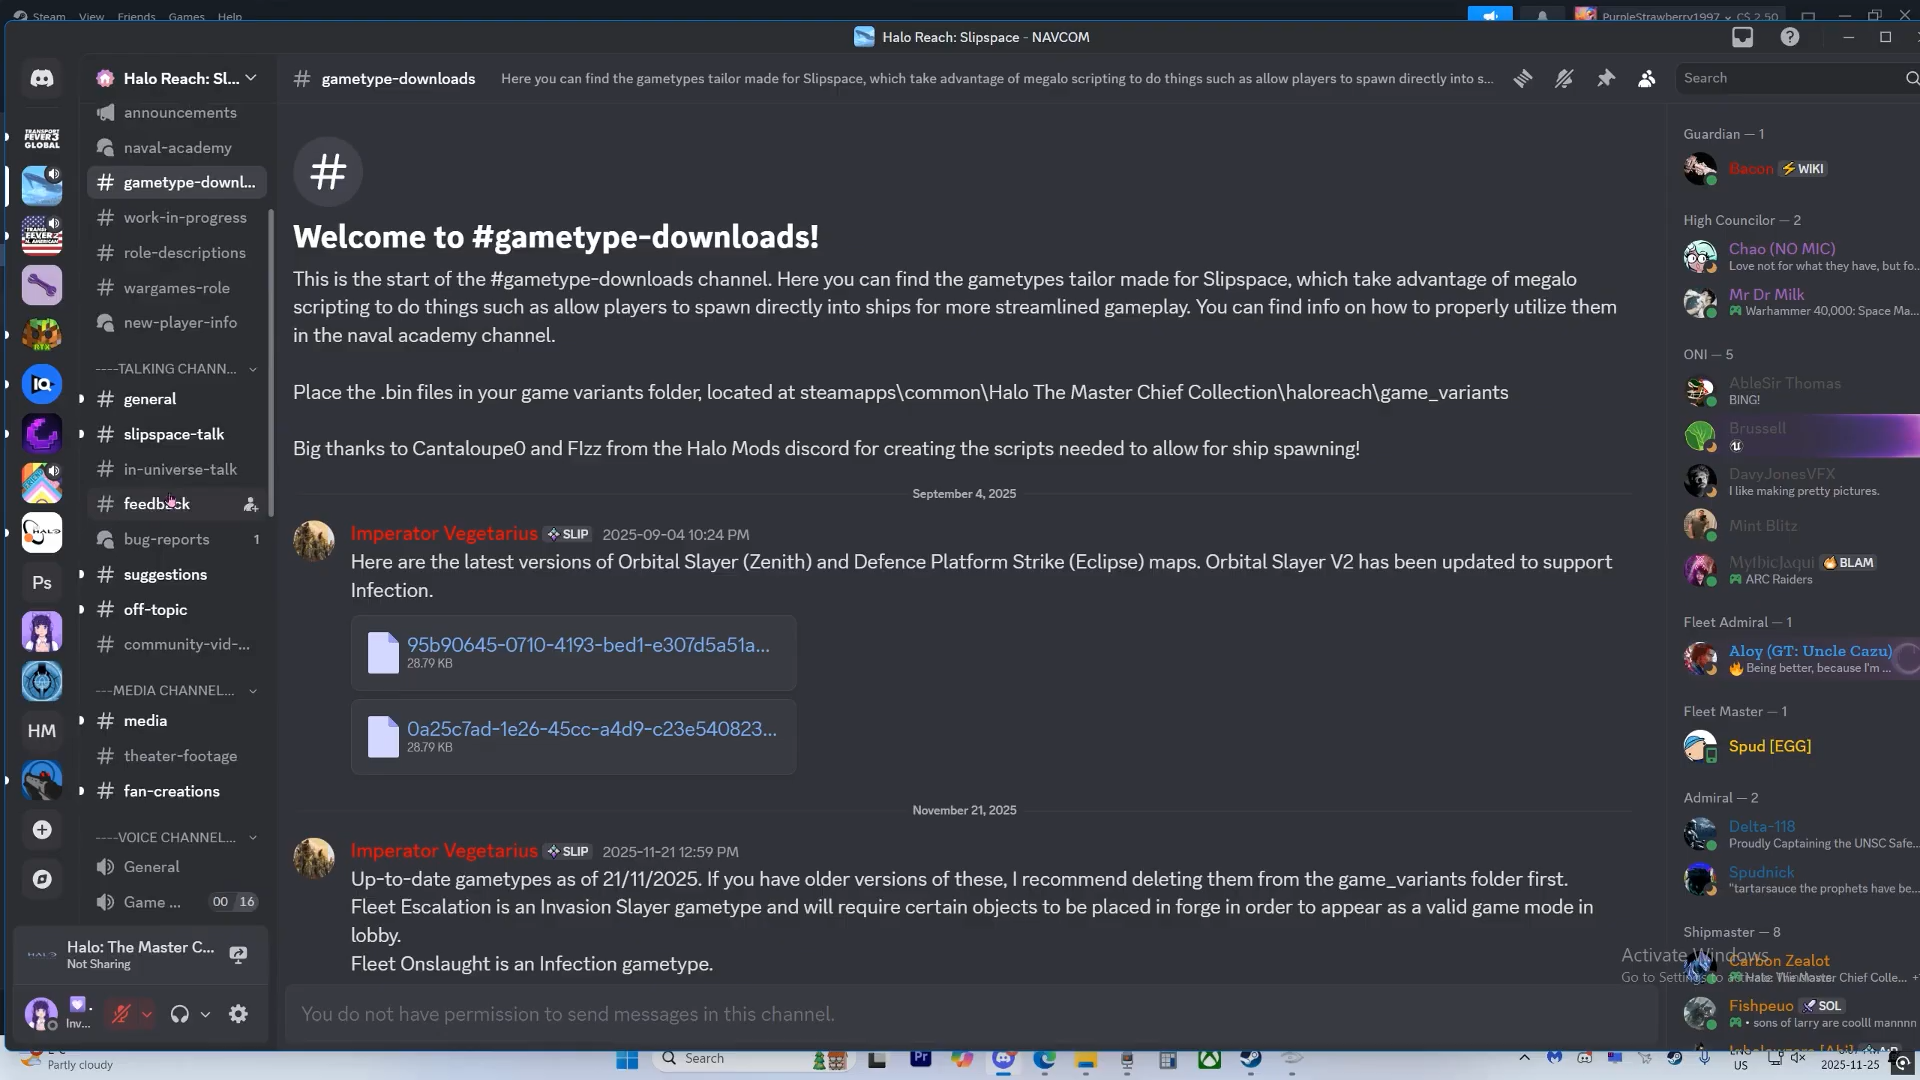 Steam View Friends Games Help
PurpleStrawberry1997 C$ 2.50
Halo Reach: Slipspace - NAVCOM
Halo Reach: Sl...
# gametype-downloads
Here you can find the gametypes tailor made for Slipspace, which take advantage of megalo scripting to do things such as allow players to spawn directly into s...
Search
TRANSPORT
FEVER 3
GLOBAL
RTX
IQ
HALO
Ps
HM
announcements
naval-academy
# gametype-downl...
# work-in-progress
# role-descriptions
# wargames-role
new-player-info
----TALKING CHANN...
# general
# slipspace-talk
# in-universe-talk
# feedback
bug-reports 1
# suggestions
# off-topic
# community-vid-...
---MEDIA CHANNEL...
# media
# theater-footage
# fan-creations
----VOICE CHANNEL...
General
Game ... 00 16
Halo: The Master C...
Not Sharing
Inv...
#
Welcome to #gametype-downloads!
This is the start of the #gametype-downloads channel. Here you can find the gametypes tailor made for Slipspace, which take advantage of megalo
scripting to do things such as allow players to spawn directly into ships for more streamlined gameplay. You can find info on how to properly utilize them
in the naval academy channel.
Place the .bin files in your game variants folder, located at steamapps\common\Halo The Master Chief Collection\haloreach\game_variants
Big thanks to Cantaloupe0 and FIzz from the Halo Mods discord for creating the scripts needed to allow for ship spawning!
September 4, 2025
Imperator Vegetarius SLIP 2025-09-04 10:24 PM
Here are the latest versions of Orbital Slayer (Zenith) and Defence Platform Strike (Eclipse) maps. Orbital Slayer V2 has been updated to support
Infection.
95b90645-0710-4193-bed1-e307d5a51a...
28.79 KB
0a25c7ad-1e26-45cc-a4d9-c23e540823...
28.79 KB
November 21, 2025
Imperator Vegetarius SLIP 2025-11-21 12:59 PM
Up-to-date gametypes as of 21/11/2025. If you have older versions of these, I recommend deleting them from the game_variants folder first.
Fleet Escalation is an Invasion Slayer gametype and will require certain objects to be placed in forge in order to appear as a valid game mode in
lobby.
Fleet Onslaught is an Infection gametype.
You do not have permission to send messages in this channel.
Guardian — 1
Bacon WIKI
High Councilor — 2
Chao (NO MIC)
Love not for what they have, but fo...
Mr Dr Milk
Warhammer 40,000: Space Ma...
ONI — 5
AbleSir Thomas
BING!
Brussell
DavyJonesVFX
I like making pretty pictures.
Mint Blitz
MythicJaqui BLAM
ARC Raiders
Fleet Admiral — 1
Aloy (GT: Uncle Cazu)
Being better, because I'm ...
Fleet Master — 1
Spud [EGG]
Admiral — 2
Delta-118
Proudly Captaining the UNSC Safe...
Spudnick
"tartarsauce the prophets have be...
Shipmaster — 8
Carbon Zealot
Halo: The Master Chief Colle...
Fishpeuo SOL
• sons of larry are coolll mannnn
Activate Windows
Partly cloudy
Search
Pr
US
2025-11-25